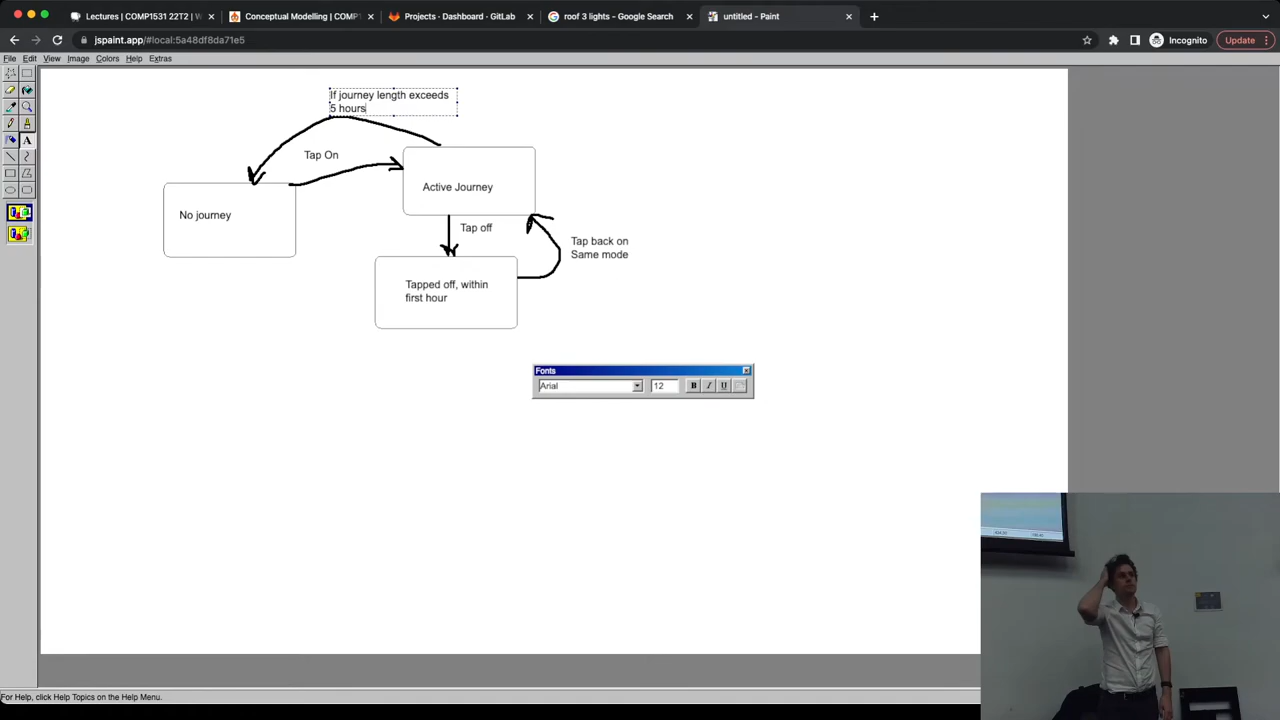 Lectures | COMP1531 22T2 | W
Conceptual Modelling | COMP1
Projects · Dashboard · GitLab
roof 3 lights - Google Search
untitled - Paint
jspaint.app/#local:5a48df8da71e5
Incognito
Update
File Edit View Image Colors Help Extras
If journey length exceeds
5 hours
Tap On
Active Journey
No journey
Tap off
Tap back on
Same mode
Tapped off, within
first hour
Fonts
Arial
12
B I U
A
For Help, click Help Topics on the Help Menu.